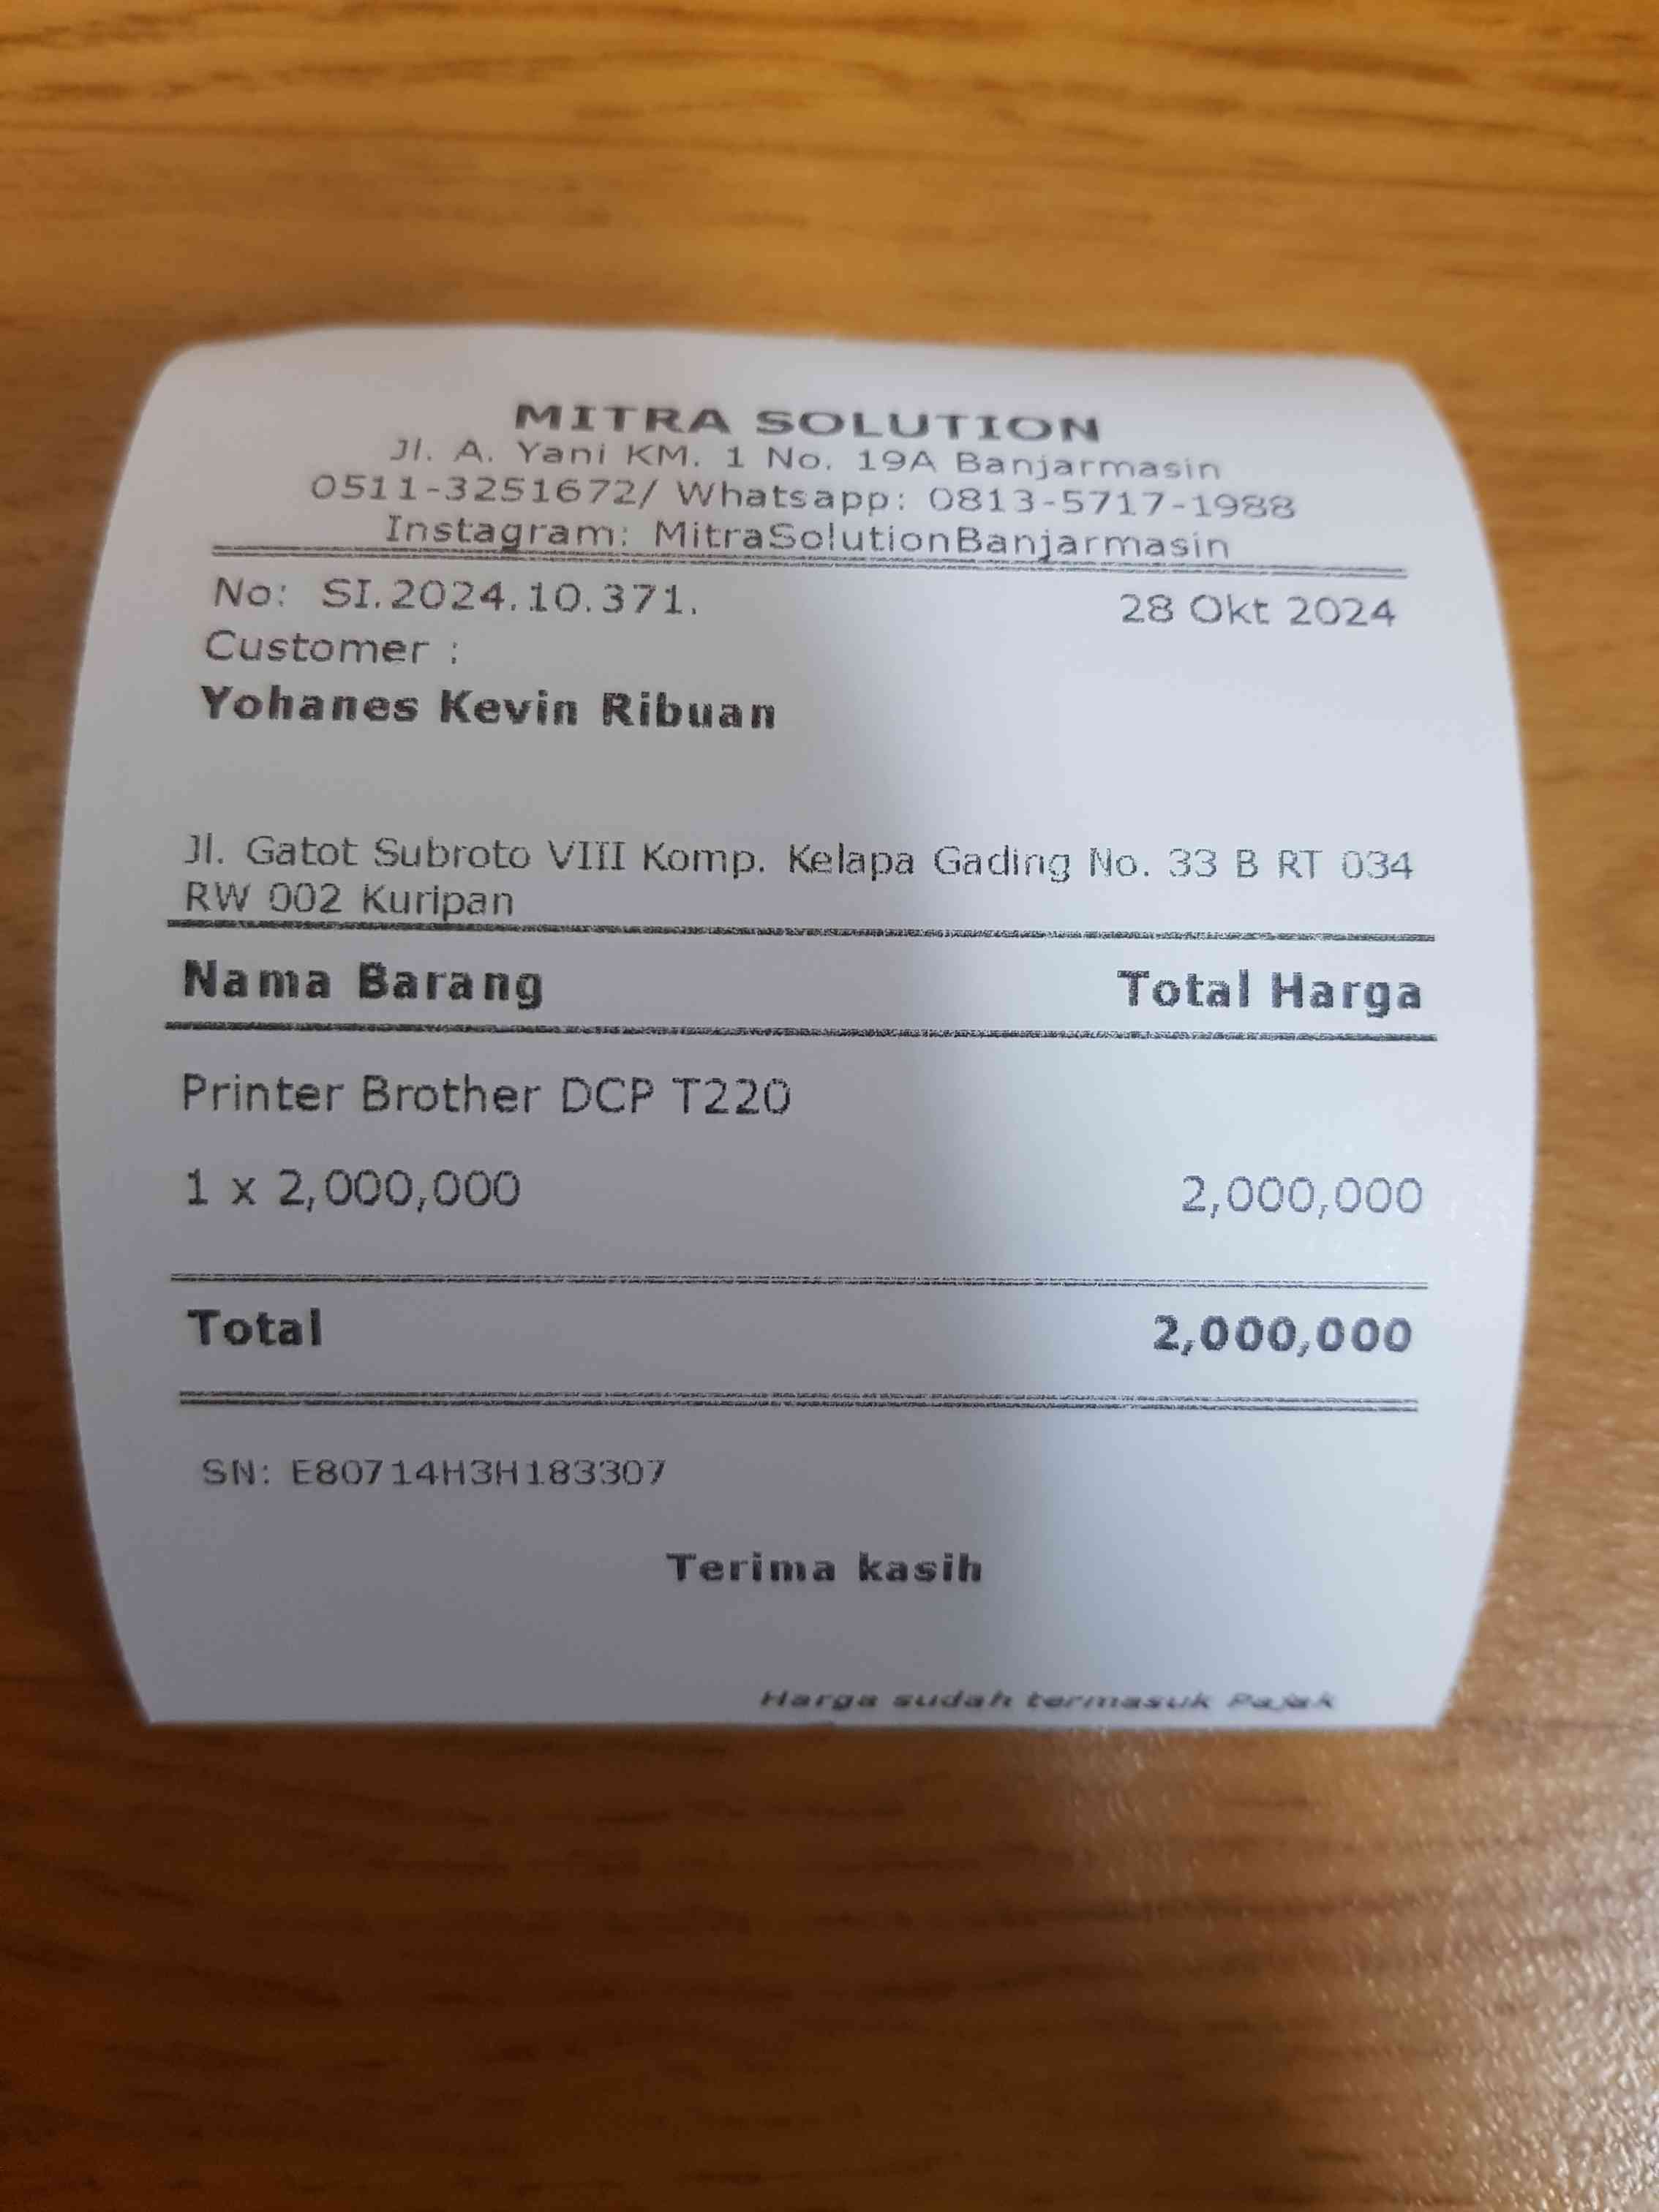 MITRA SOLUTION
Jl. A. Yani KM. 1 No. 19A Banjarmasin
0511-3251672/ Whatsapp: 0813-5717-1988
Instagram: MitraSolutionBanjarmasin
No: SI.2024.10.371. 28 Okt 2024
Customer :
Yohanes Kevin Ribuan
Jl. Gatot Subroto VIII Komp. Kelapa Gading No. 33 B RT 034
RW 002 Kuripan
Nama Barang Total Harga
Printer Brother DCP T220
1 x 2,000,000 2,000,000
Total 2,000,000
SN: E80714H3H183307
Terima kasih
Harga sudah termasuk Pajak